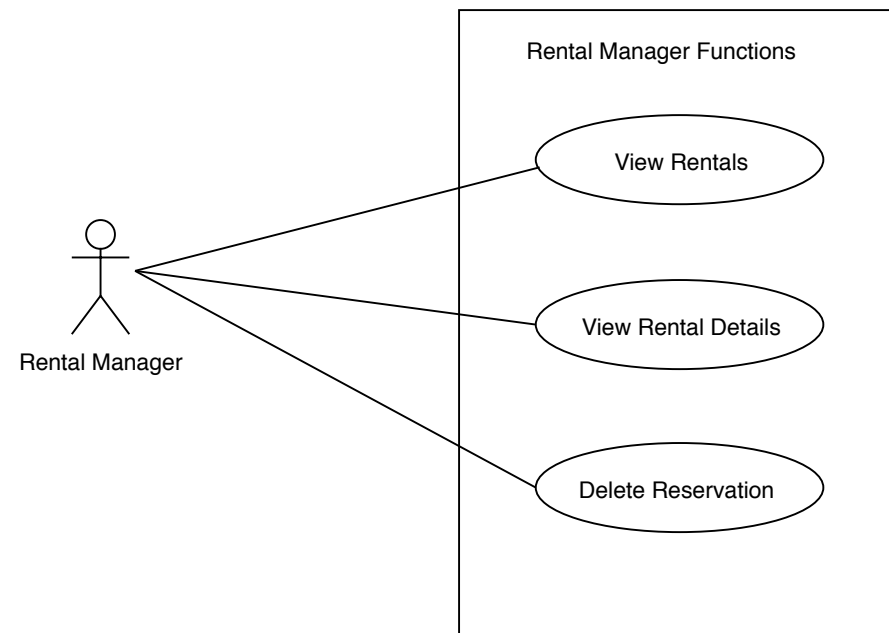 Rental Manager Functions
View Rentals
Rental Manager
View Rental Details
Delete Reservation